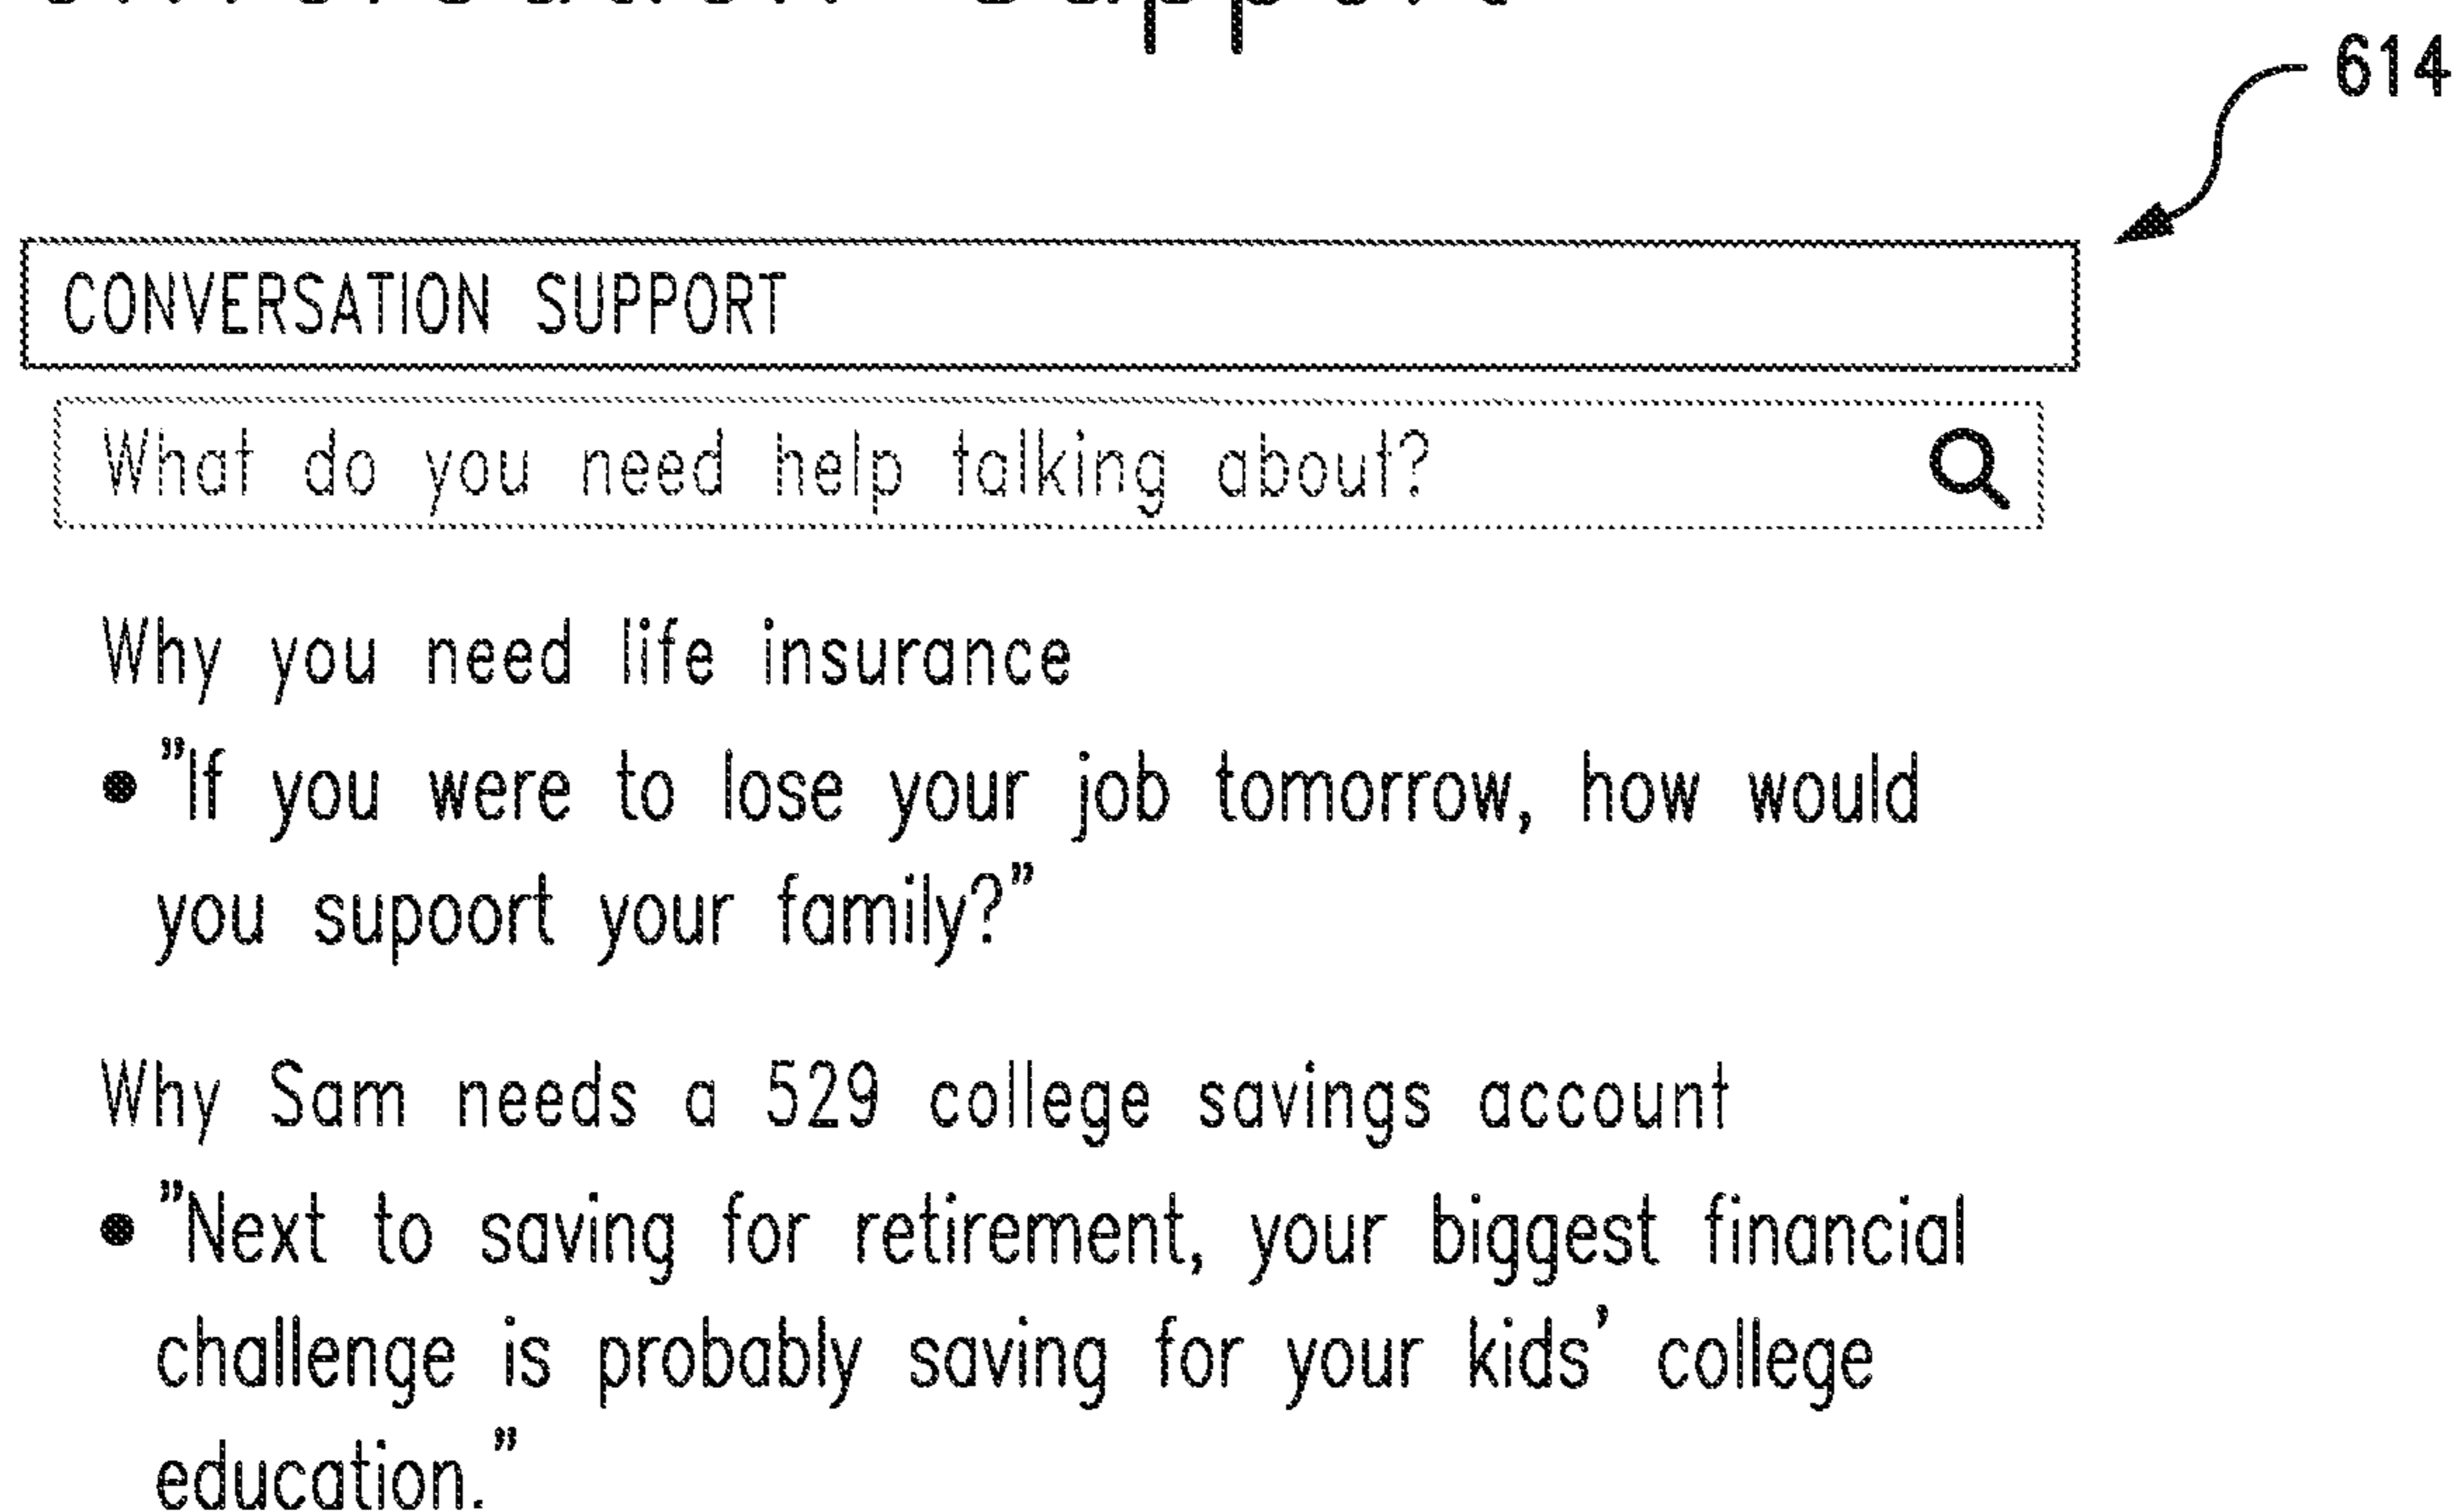 614
CONVERSATION SUPPORT
What do you need help talking about?
Why you need life insurance
• "If you were to lose your job tomorrow, how would
you supoort your family?”
Why Sam needs a 529 college savings account
• ”Next to saving for retirement, your biggest financial
challenge is probably saving for your kids’ college
education.”